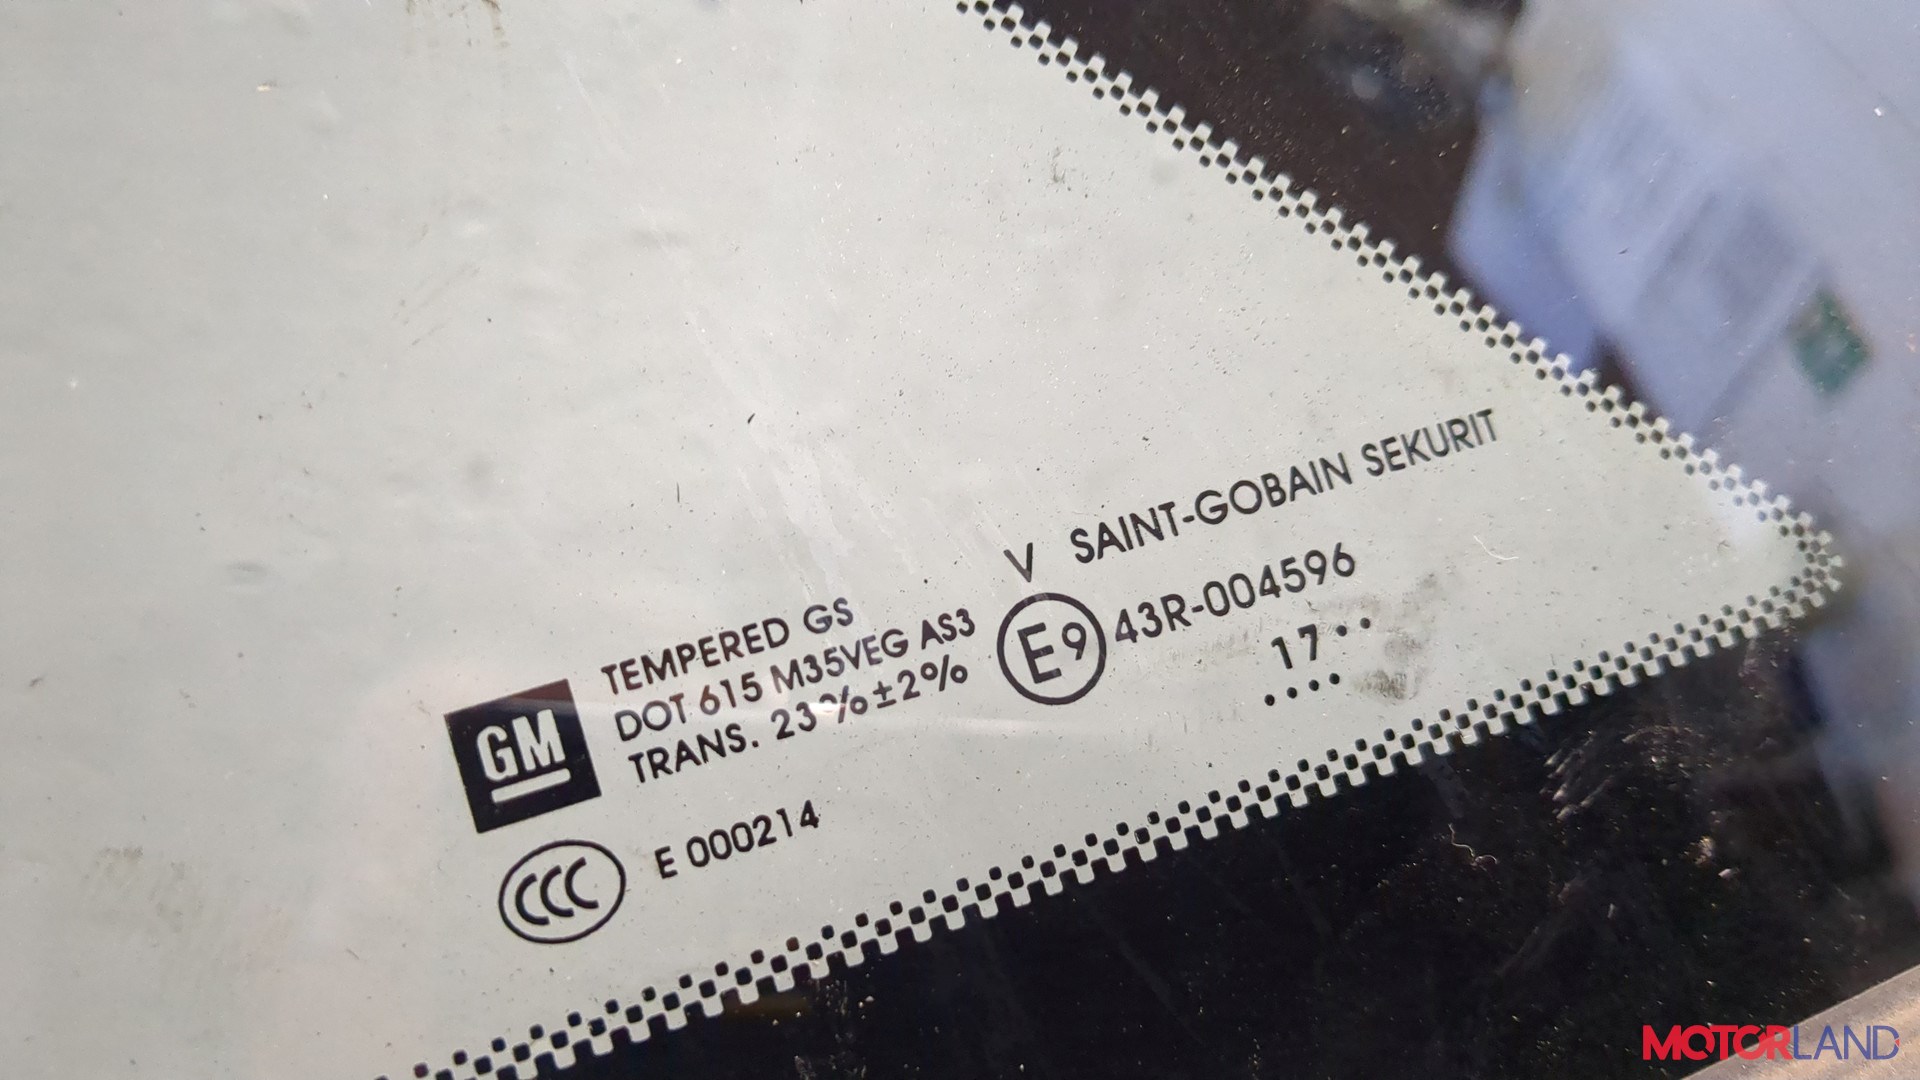 V SAINT-GOBAIN SEKURIT
TEMPERED GS
DOT 615 M35VEG AS3
TRANS. 23%±2%
E9 43R-004596
17••
••••
GM
CCC E 000214
MOTORLAND